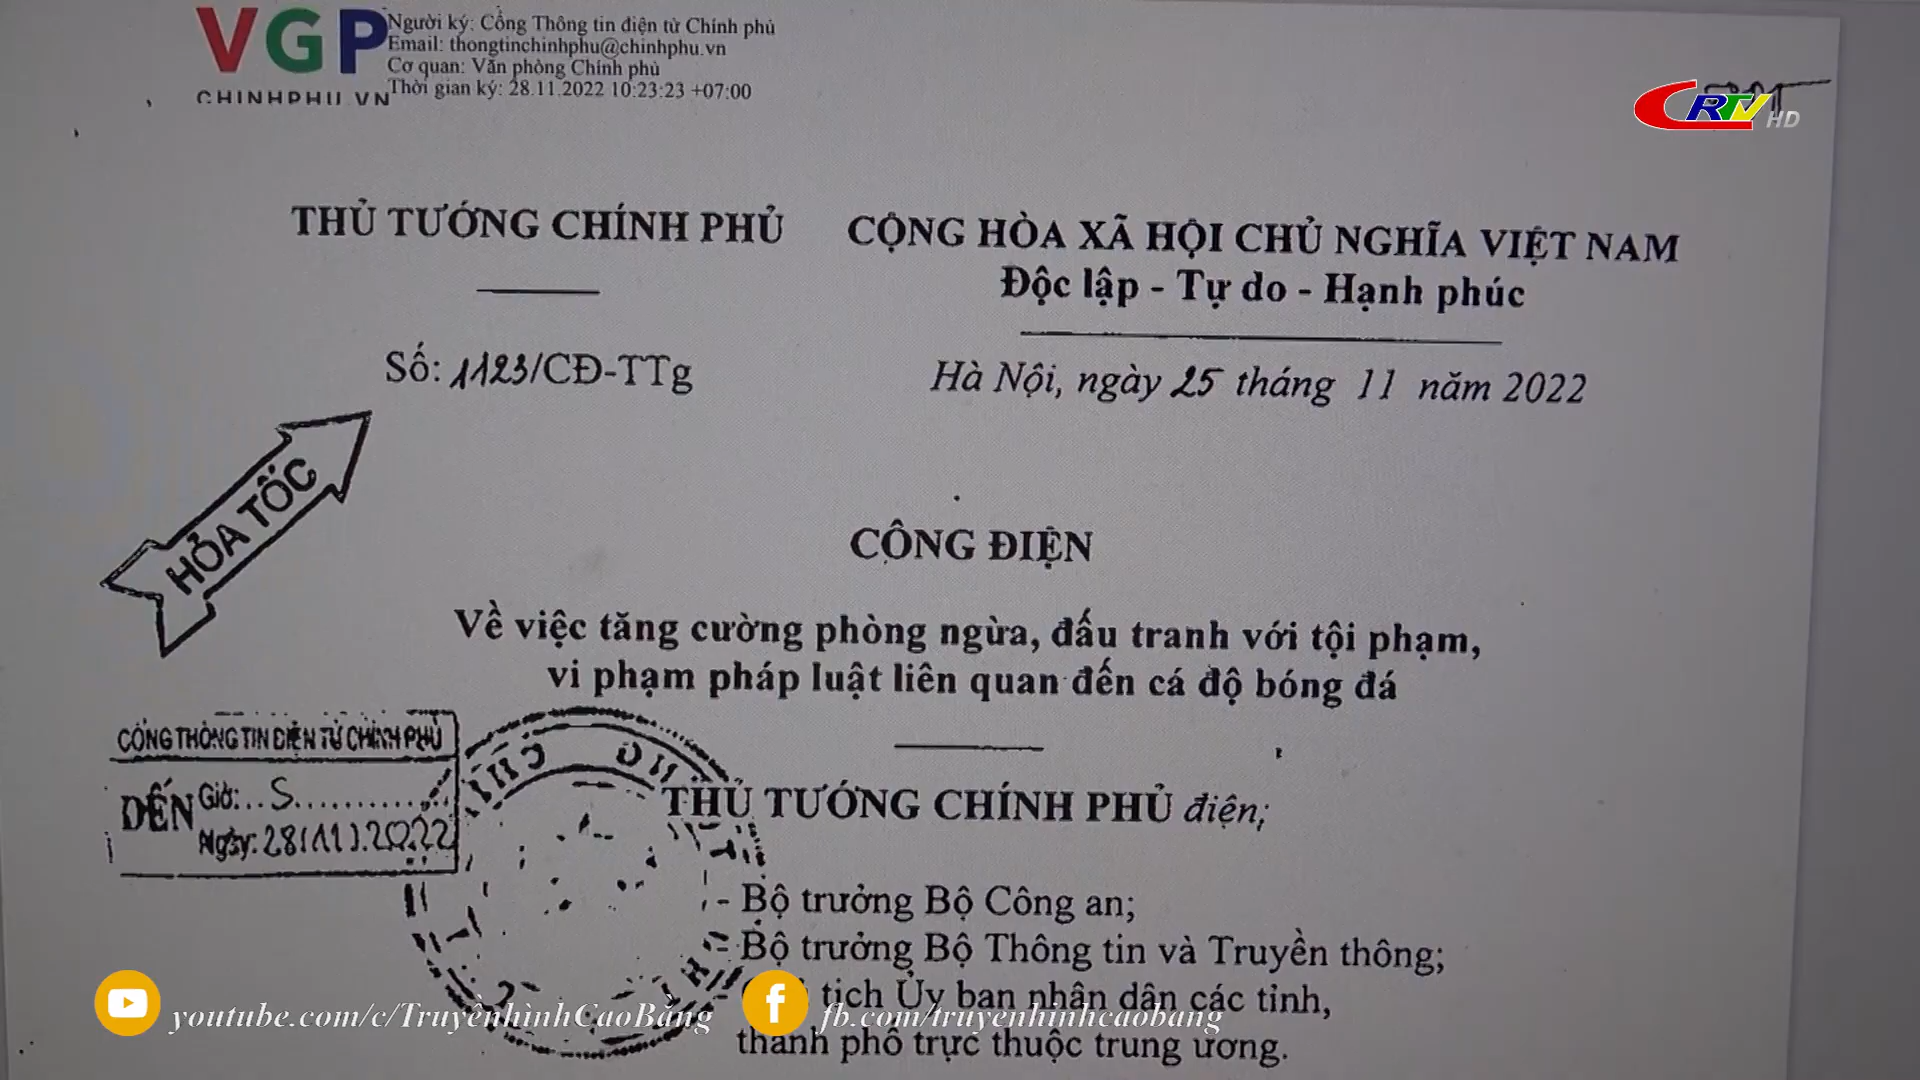 VGP
CHINHPHU.VN
Người ký: Cổng Thông tin điện tử Chính phủ
Email: thongtinchinhphu@chinhphu.vn
Cơ quan: Văn phòng Chính phủ
Thời gian ký: 28.11.2022 10:23:23 +07:00
CRTV HD
THỦ TƯỚNG CHÍNH PHỦ
CỘNG HÒA XÃ HỘI CHỦ NGHĨA VIỆT NAM
Độc lập - Tự do - Hạnh phúc
Số: 1123/CĐ-TTg
Hà Nội, ngày 25 tháng 11 năm 2022
HỎA TỐC
CÔNG ĐIỆN
Về việc tăng cường phòng ngừa, đấu tranh với tội phạm,
vi phạm pháp luật liên quan đến cá độ bóng đá
CỔNG THÔNG TIN ĐIỆN TỬ CHÍNH PHỦ
ĐẾN
Giờ: ..S..........
Ngày: 28/11/2022
THỦ TƯỚNG CHÍNH PHỦ điện;
- Bộ trưởng Bộ Công an;
- Bộ trưởng Bộ Thông tin và Truyền thông;
tịch Ủy ban nhân dân các tỉnh,
thành phố trực thuộc trung ương.
youtube.com/c/TruyềnhìnhCaoBằng
fb.com/truyenhinhcaobang